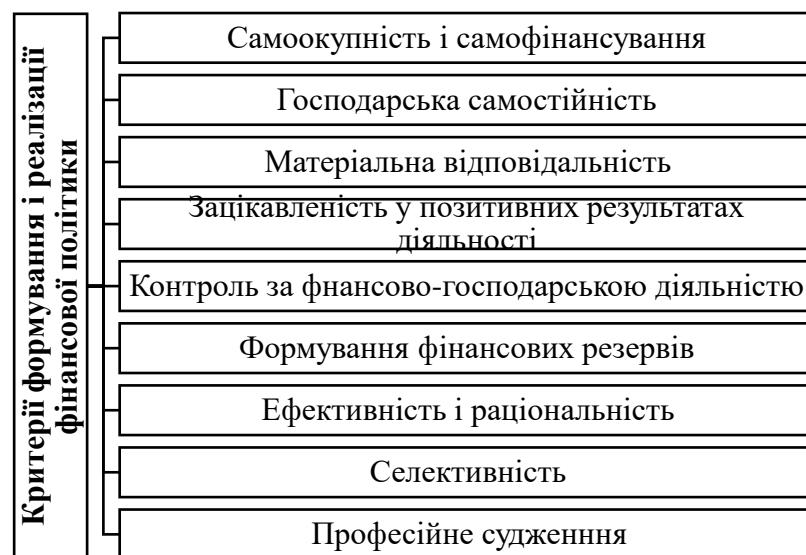 Критерії формування і реалізації
фінансової політики
Самоокупність і самофінансування
Господарська самостійність
Матеріальна відповідальність
Зацікавленість у позитивних результатах
діяльності
Контроль за фнансово-господарською діяльністю
Формування фінансових резервів
Ефективність і раціональність
Селективність
Професійне судженння